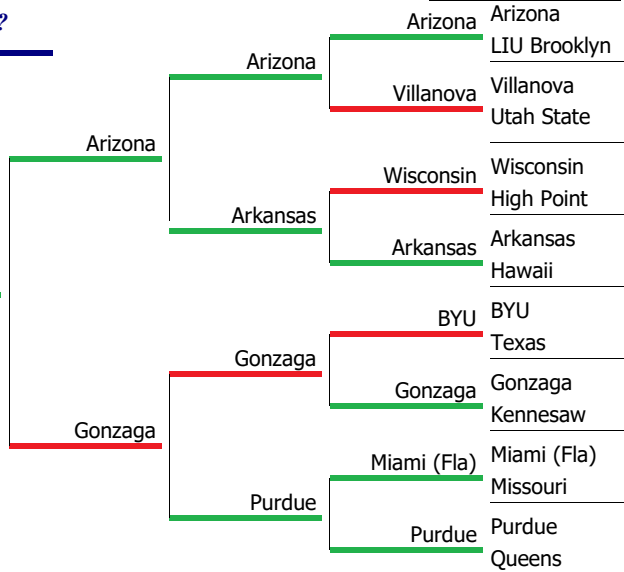 ?
Arizona
Arizona
LIU Brooklyn
Arizona
Arizona
Villanova
Villanova
Utah State
Arizona
Wisconsin
Wisconsin
High Point
Arkansas
Arkansas
Arkansas
Hawaii
BYU
BYU
Texas
Gonzaga
Gonzaga
Gonzaga
Kennesaw
Gonzaga
Miami (Fla)
Miami (Fla)
Missouri
Purdue
Purdue
Purdue
Queens